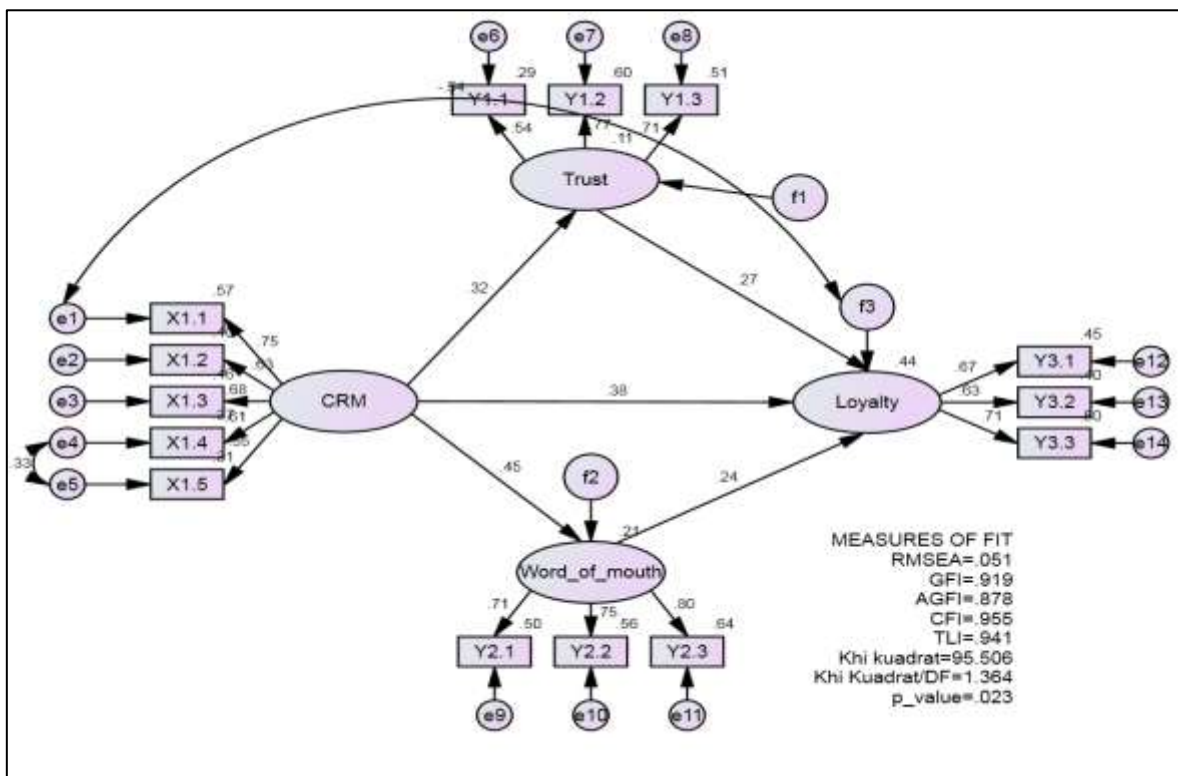 e6 e7 e8
.29 .60 .51
Y1.1 Y1.2 Y1.3
.54 .77 .71
.11
Trust
f1
.32 .27
f3
.57
e1 X1.1
.75
e2 X1.2
.63
e3 X1.3
.68
CRM
.38
.44
Loyalty
.61
e4 X1.4
.33
e5 X1.5
.45
.67 Y3.1 e12
.63 Y3.2 e13
.71 Y3.3 e14
.45
f2
.24
.21
Word_of_mouth
.71 .75 .80
.50 .56 .64
Y2.1 Y2.2 Y2.3
e9 e10 e11
MEASURES OF FIT
RMSEA=.051
GFI=.919
AGFI=.878
CFI=.955
TLI=.941
Khi kuadrat=95.506
Khi Kuadrat/DF=1.364
p_value=.023